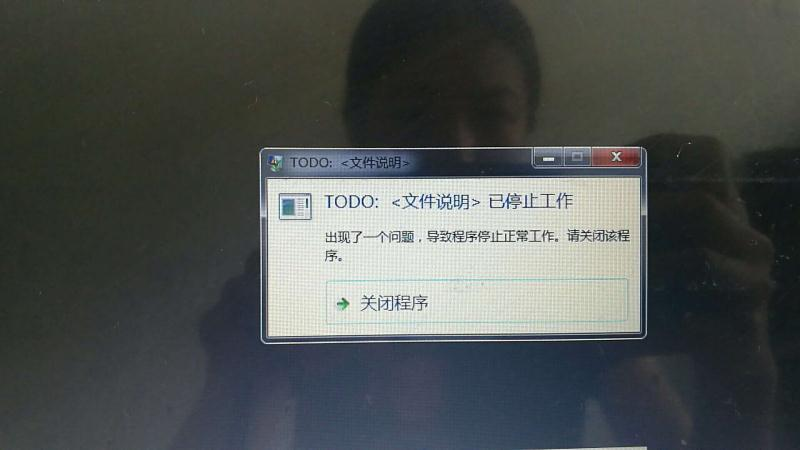 TODO: <文件说明>
TODO: <文件说明> 已停止工作
出现了一个问题，导致程序停止正常工作。请关闭该程
序。
关闭程序